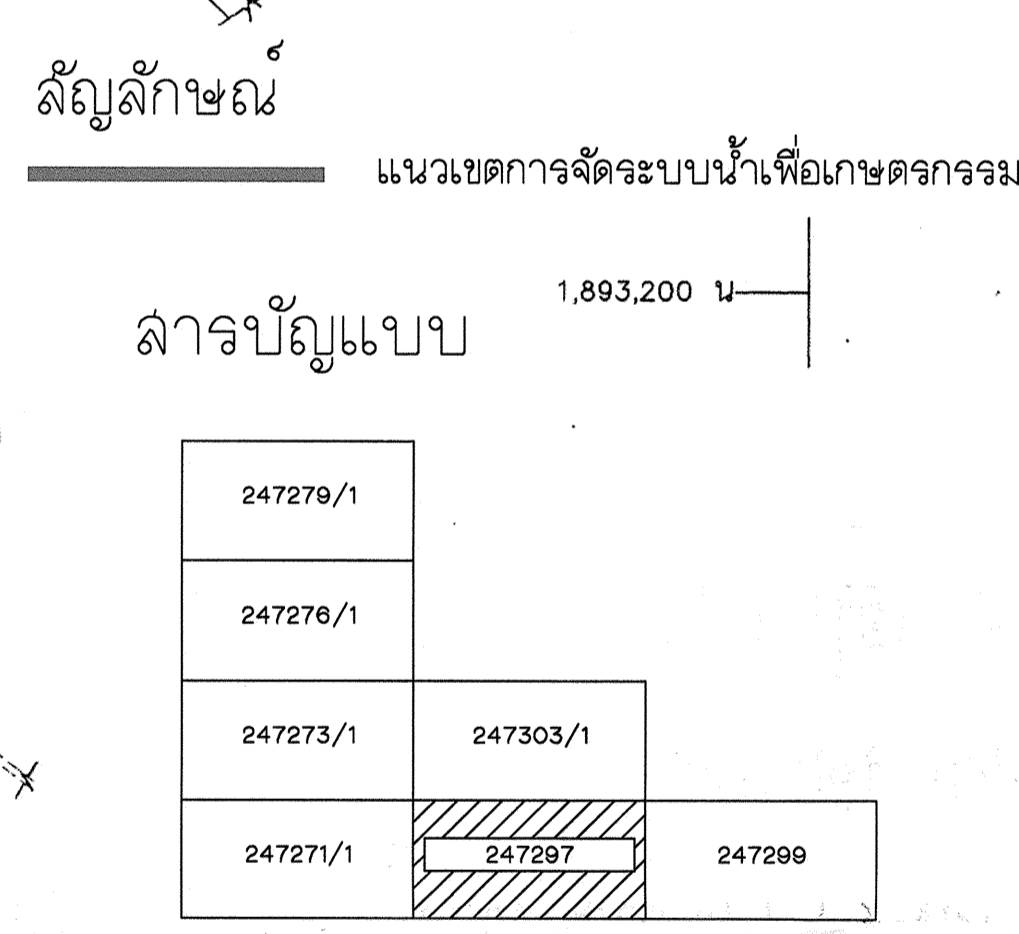 สัญลักษณ์
แนวเขตการจัดระบบน้ำเพื่อเกษตรกรรม
1,893,200 น
สารบัญแบบ
247279/1
247276/1
247273/1 247303/1
247271/1 247297 247299